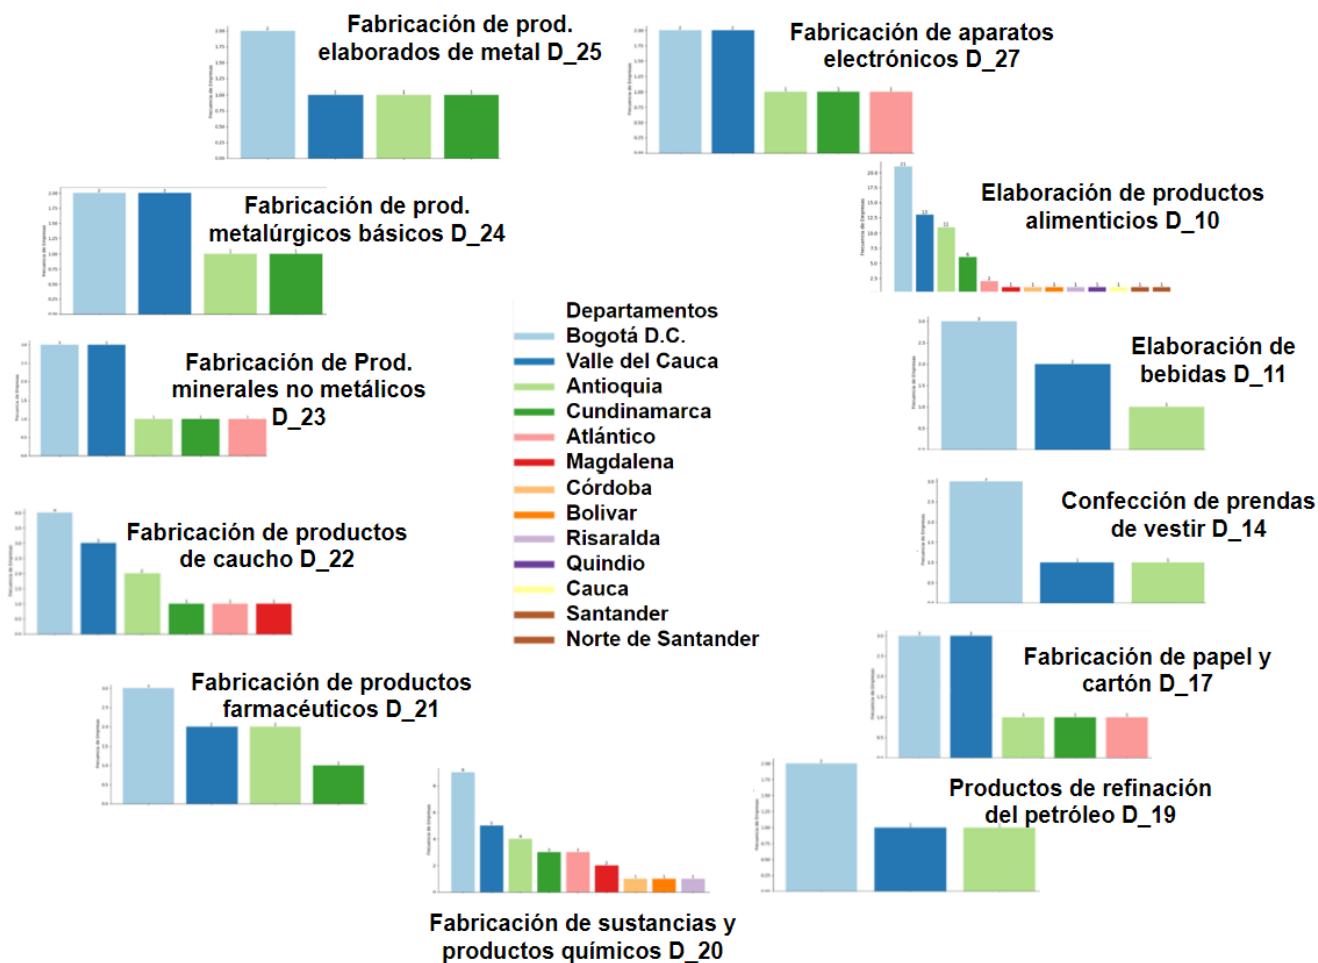 Fabricación de prod.
elaborados de metal D_25
Fabricación de aparatos
electrónicos D_27
Fabricación de prod.
metalúrgicos básicos D_24
Elaboración de productos
alimenticios D_10
Fabricación de Prod.
minerales no metálicos
D_23
Departamentos
Bogotá D.C.
Valle del Cauca
Antioquia
Cundinamarca
Atlántico
Magdalena
Córdoba
Bolivar
Risaralda
Quindio
Cauca
Santander
Norte de Santander
Elaboración de
bebidas D_11
Fabricación de productos
de caucho D_22
Confección de prendas
de vestir D_14
Fabricación de productos
farmacéuticos D_21
Fabricación de papel y
cartón D_17
Productos de refinación
del petróleo D_19
Fabricación de sustancias y
productos químicos D_20
Frecuencia de Empresas